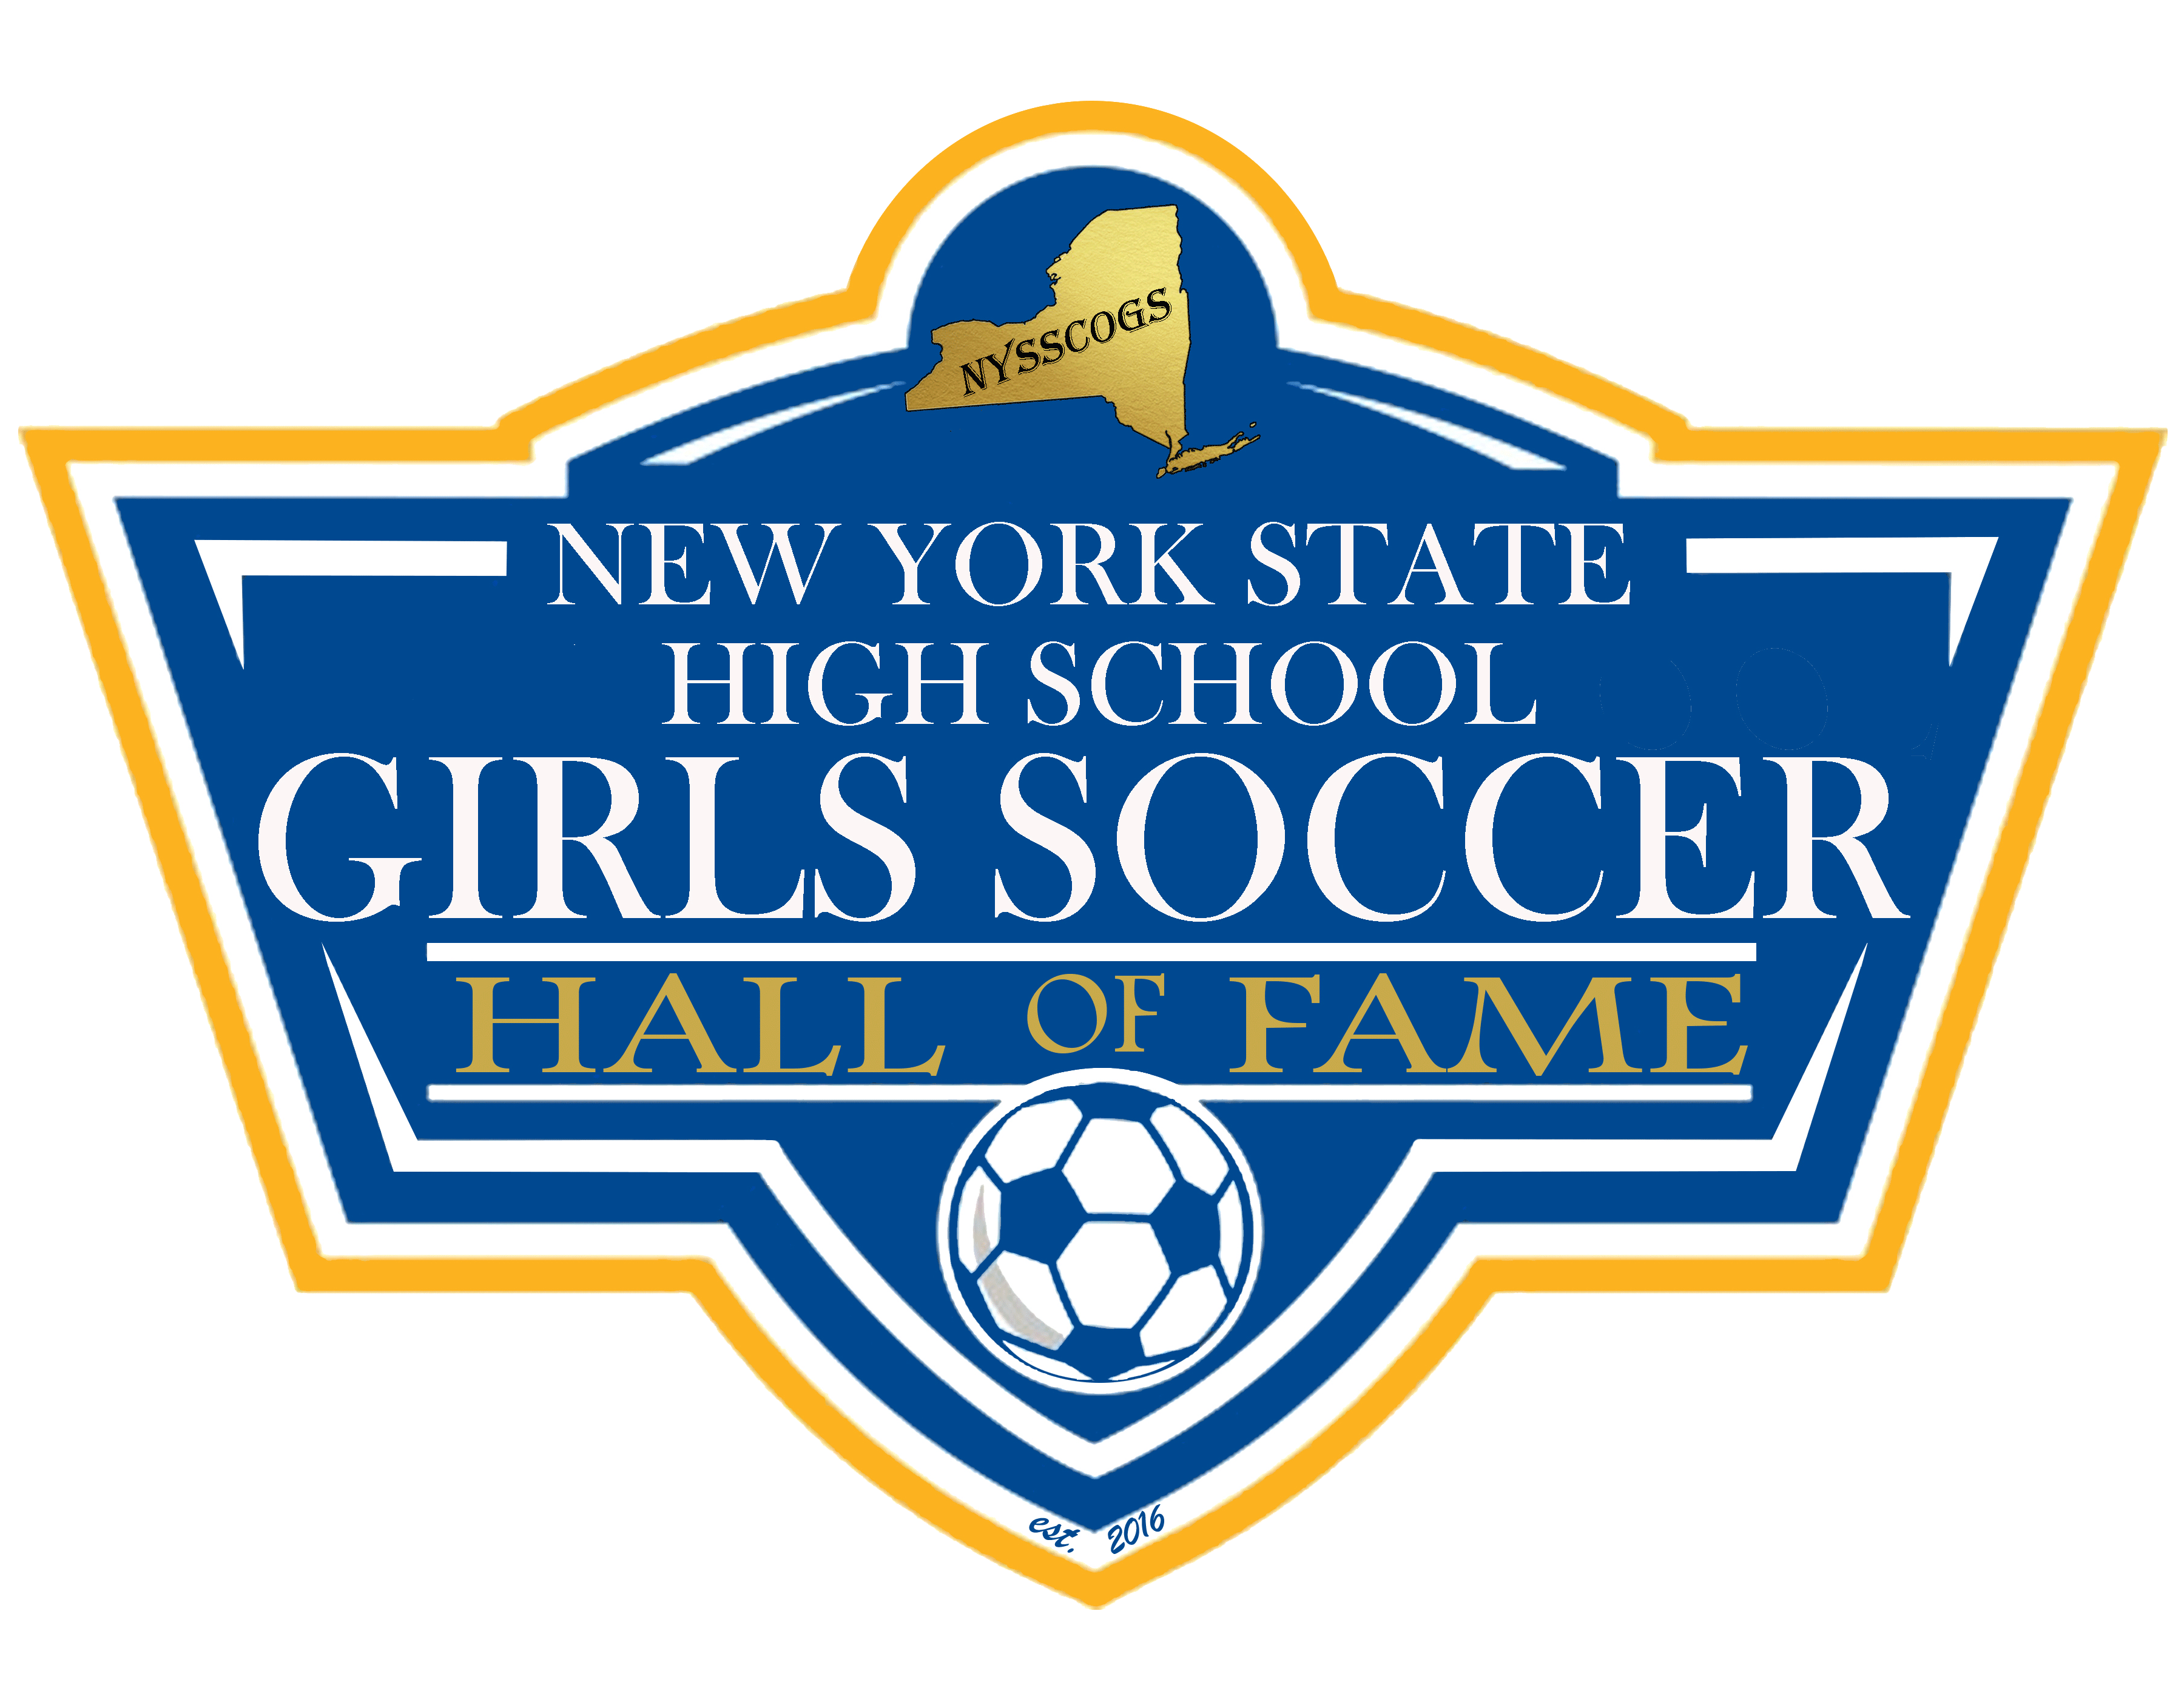 NYSSCOGS
NEW YORK STATE
HIGH SCHOOL
GIRLS SOCCER
HALL OF FAME
est. 2016